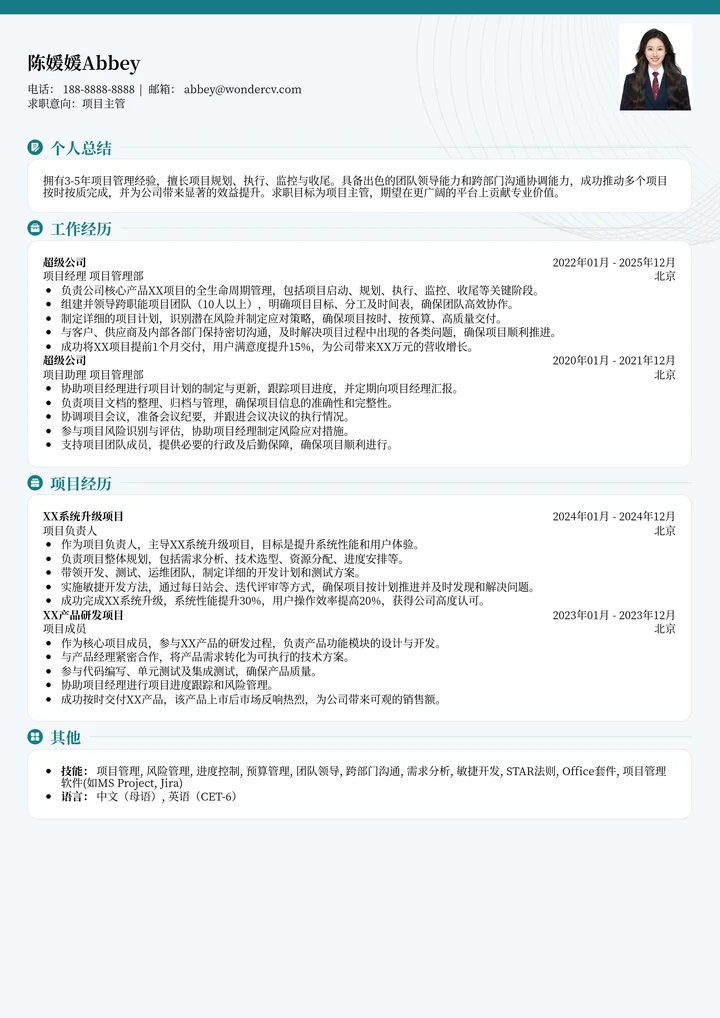 陈媛媛Abbey
电话： 188-8888-8888 | 邮箱： abbey@wondercv.com
求职意向：项目主管
个人总结
拥有3-5年项目管理经验，擅长项目规划、执行、监控与收尾。具备出色的团队领导能力和跨部门沟通协调能力，成功推动多个项目
按时按质完成，并为公司带来显著的效益提升。求职目标为项目主管，期望在更广阔的平台上贡献专业价值。
工作经历
超级公司 2022年01月 - 2025年12月
项目经理 项目管理部 北京
• 负责公司核心产品XX项目的全生命周期管理，包括项目启动、规划、执行、监控、收尾等关键阶段。
• 组建并领导跨职能项目团队（10人以上），明确项目目标、分工及时间表，确保团队高效协作。
• 制定详细的项目计划，识别潜在风险并制定应对策略，确保项目按时、按预算、高质量交付。
• 与客户、供应商及内部各部门保持密切沟通，及时解决项目过程中出现的各类问题，确保项目顺利推进。
• 成功将XX项目提前1个月交付，用户满意度提升15%，为公司带来XX万元的营收增长。
超级公司 2020年01月 - 2021年12月
项目助理 项目管理部 北京
• 协助项目经理进行项目计划的制定与更新，跟踪项目进度，并定期向项目经理汇报。
• 负责项目文档的整理、归档与管理，确保项目信息的准确性和完整性。
• 协调项目会议，准备会议纪要，并跟进会议决议的执行情况。
• 参与项目风险识别与评估，协助项目经理制定风险应对措施。
• 支持项目团队成员，提供必要的行政及后勤保障，确保项目顺利进行。
项目经历
XX系统升级项目 2024年01月 - 2024年12月
项目负责人 北京
• 作为项目负责人，主导XX系统升级项目，目标是提升系统性能和用户体验。
• 负责项目整体规划，包括需求分析、技术选型、资源分配、进度安排等。
• 带领开发、测试、运维团队，制定详细的开发计划和测试方案。
• 实施敏捷开发方法，通过每日站会、迭代评审等方式，确保项目按计划推进并及时发现和解决问题。
• 成功完成XX系统升级，系统性能提升30%，用户操作效率提高20%，获得公司高度认可。
XX产品研发项目 2023年01月 - 2023年12月
项目成员 北京
• 作为核心项目成员，参与XX产品的研发过程，负责产品功能模块的设计与开发。
• 与产品经理紧密合作，将产品需求转化为可执行的技术方案。
• 参与代码编写、单元测试及集成测试，确保产品质量。
• 协助项目经理进行项目进度跟踪和风险管理。
• 成功按时交付XX产品，该产品上市后市场反响热烈，为公司带来可观的销售额。
其他
• 技能： 项目管理, 风险管理, 进度控制, 预算管理, 团队领导, 跨部门沟通, 需求分析, 敏捷开发, STAR法则, Office套件, 项目管理
软件(如MS Project, Jira)
• 语言： 中文（母语）, 英语（CET-6）